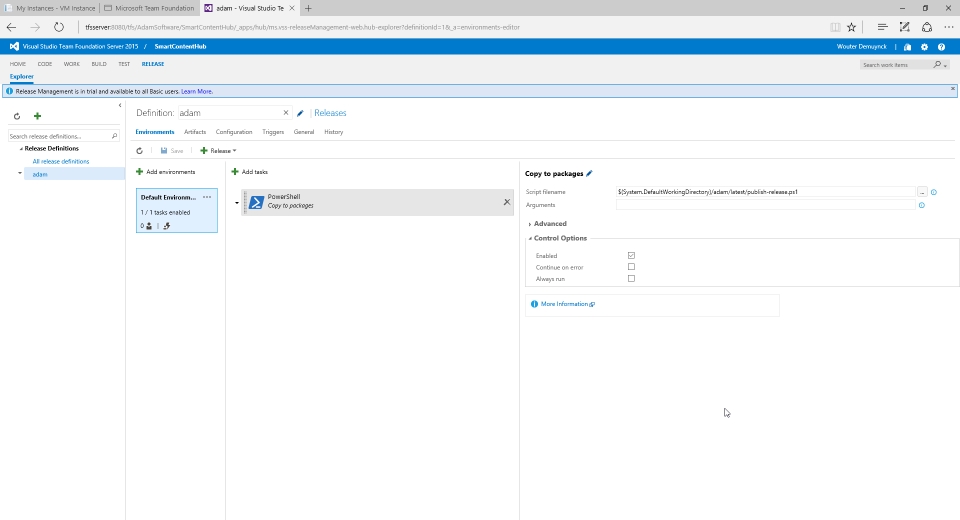 My Instances - VM Instance
Microsoft Team Foundation
adam - Visual Studio Te
tfsserver:8080/tfs/AdamSoftware/SmartContentHub/_apps/hub/ms.vss-releaseManagement-web.hub-explorer?definitionId=1&_a=environments-editor
Visual Studio Team Foundation Server 2015 / SmartContentHub
Wouter Demuynck
HOME CODE WORK BUILD TEST RELEASE
Search work items
Explorer
Release Management is in trial and available to all Basic users. Learn More.
Definition: adam | Releases
Search release definitions...
Environments Artifacts Configuration Triggers General History
Release Definitions
Save Release
All release definitions
adam
Add environments
Add tasks
Copy to packages
Default Environm... ...
1 / 1 tasks enabled
0
PowerShell
Copy to packages
Script filename $(System.DefaultWorkingDirectory)/adam/latest/publish-release.ps1 ...
Arguments
Advanced
Control Options
Enabled
Continue on error
Always run
More Information